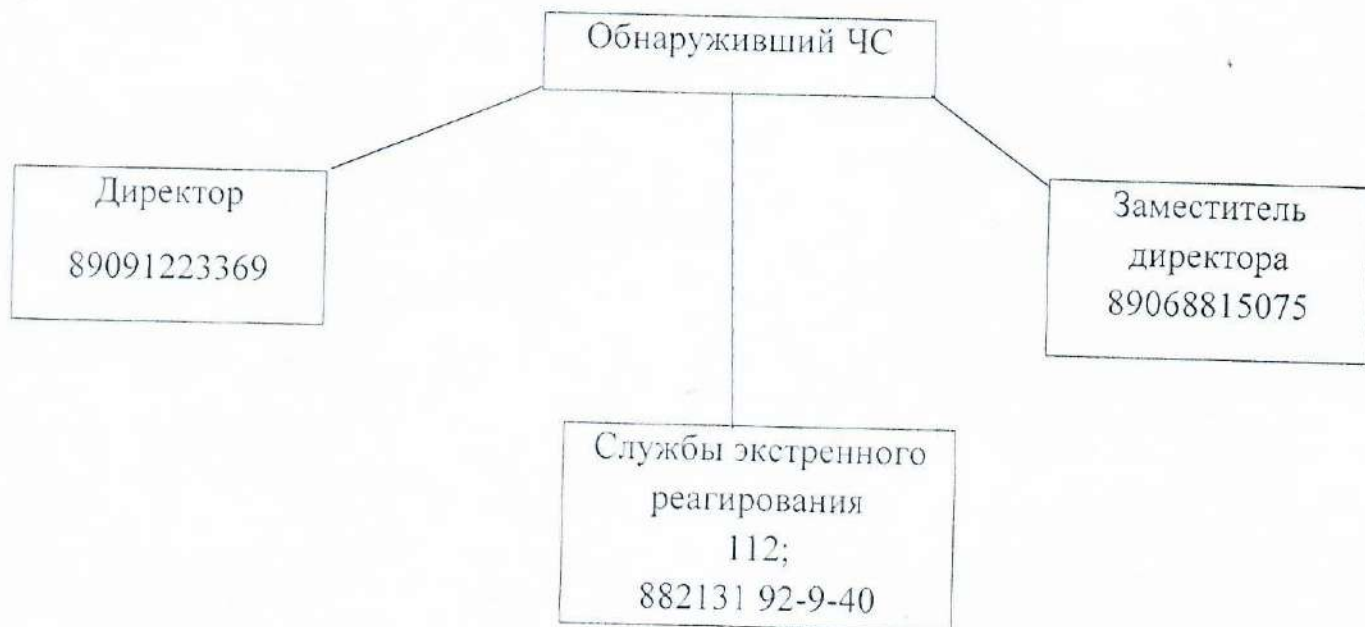 Обнаруживший ЧС
Директор
89091223369
Заместитель
директора
89068815075
Службы экстренного
реагирования
112;
882131 92-9-40